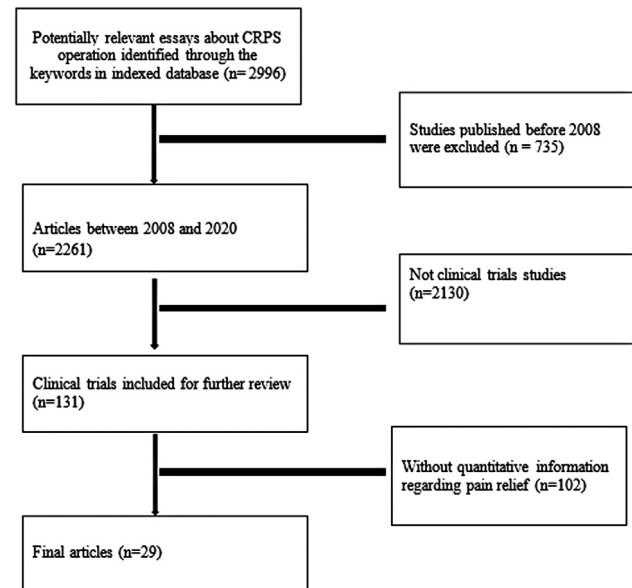 Potentially relevant essays about CRPS
operation identified through the
keywords in indexed database (n= 2996)
Studies published before 2008
were excluded (n = 735)
Articles between 2008 and 2020
(n=2261)
Not clinical trials studies
(n=2130)
Clinical trials included for further review
(n=131)
Without quantitative information
regarding pain relief (n=102)
Final articles (n=29)